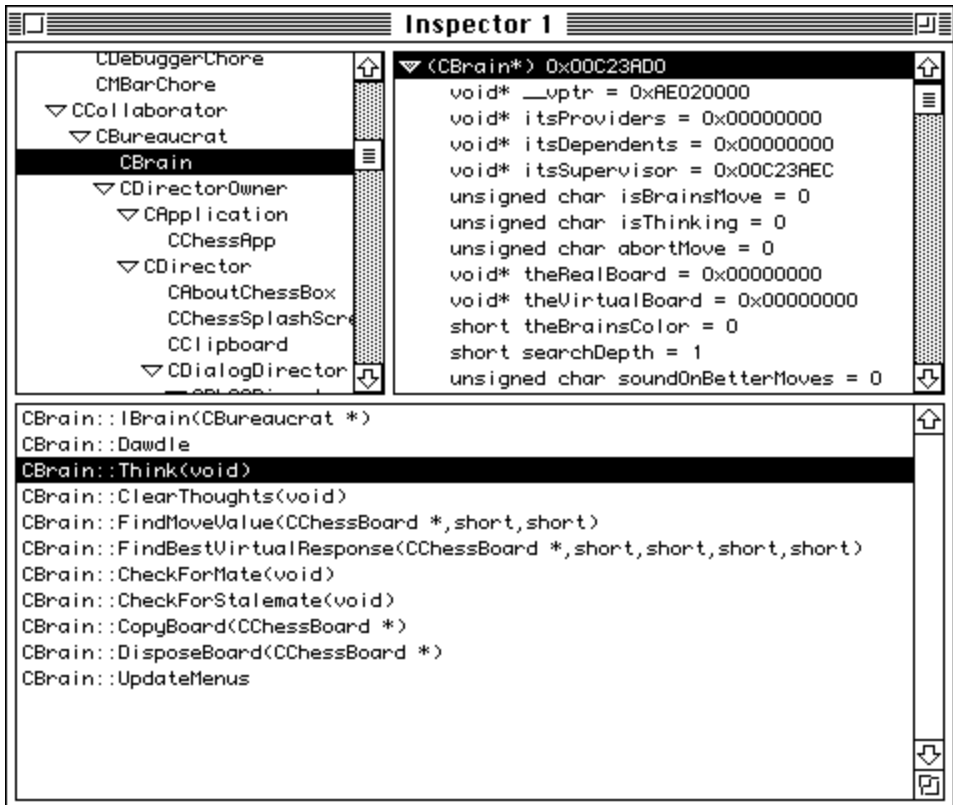 Inspector 1
CDebuggerChore
CMBarChore
CCollaborator
CBureaucrat
CBrain
CDirectorOwner
CApplication
CChessApp
CDirector
CAboutChessBox
CChessSplashScre
CClipboard
CDialogDirector
(CBrain*) 0x00C23AD0
void* __vptr = 0xAE020000
void* itsProviders = 0x00000000
void* itsDependents = 0x00000000
void* itsSupervisor = 0x00C23AEC
unsigned char isBrainsMove = 0
unsigned char isThinking = 0
unsigned char abortMove = 0
void* theRealBoard = 0x00000000
void* theVirtualBoard = 0x00000000
short theBrainsColor = 0
short searchDepth = 1
unsigned char soundOnBetterMoves = 0
CBrain::IBrain(CBureaucrat *)
CBrain::Dawdle
CBrain::Think(void)
CBrain::ClearThoughts(void)
CBrain::FindMoveValue(CChessBoard *,short,short)
CBrain::FindBestVirtualResponse(CChessBoard *,short,short,short,short)
CBrain::CheckForMate(void)
CBrain::CheckForStalemate(void)
CBrain::CopyBoard(CChessBoard *)
CBrain::DisposeBoard(CChessBoard *)
CBrain::UpdateMenus